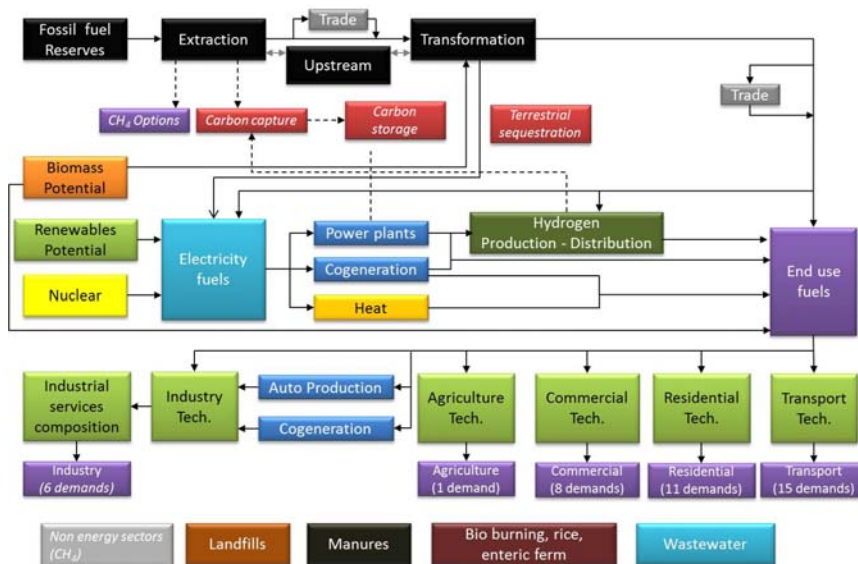 Fossil fuel
Reserves
Extraction
Trade
Transformation
Upstream
Trade
CH₄ Options
Carbon capture
Carbon
storage
Terrestrial
sequestration
Biomass
Potential
Renewables
Potential
Nuclear
Electricity
fuels
Power plants
Cogeneration
Heat
Hydrogen
Production - Distribution
End use
fuels
Industrial
services
composition
Industry
Tech.
Auto Production
Cogeneration
Agriculture
Tech.
Commercial
Tech.
Residential
Tech.
Transport
Tech.
Industry
(6 demands)
Agriculture
(1 demand)
Commercial
(8 demands)
Residential
(11 demands)
Transport
(15 demands)
Non energy sectors
(CH₄)
Landfills
Manures
Bio burning, rice,
enteric ferm
Wastewater